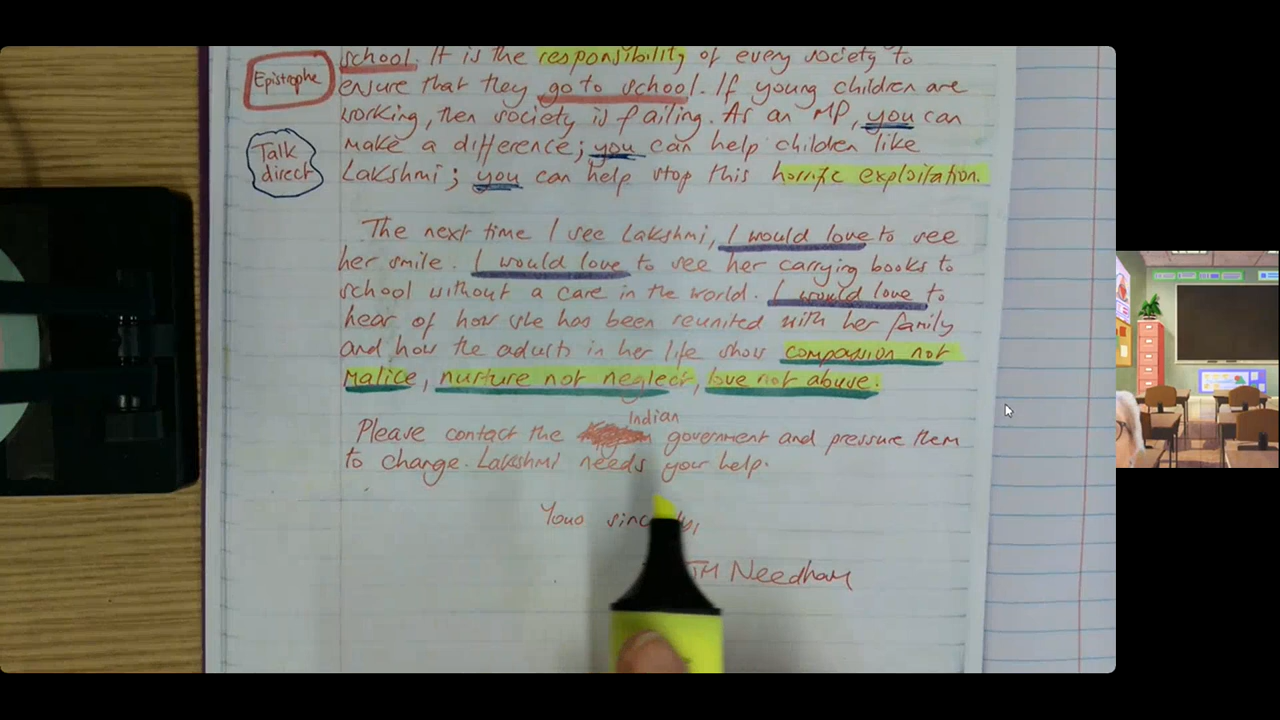 school. It is the responsibility of every society to
Epistrophe
ensure that they go to school. If young children are
working, then society is failing. As an MP, you can
Talk direct
make a difference; you can help children like
Lakshmi; you can help stop this horrific exploitation.
The next time I see Lakshmi, I would love to see
her smile. I would love to see her carrying books to
school without a care in the world. I would love to
hear of how she has been reunited with her family
and how the adults in her life show compassion not
malice, nurture not neglect, love not abuse.
Indian
Please contact the government and pressure them
to change. Lakshmi needs your help.
TM Needham